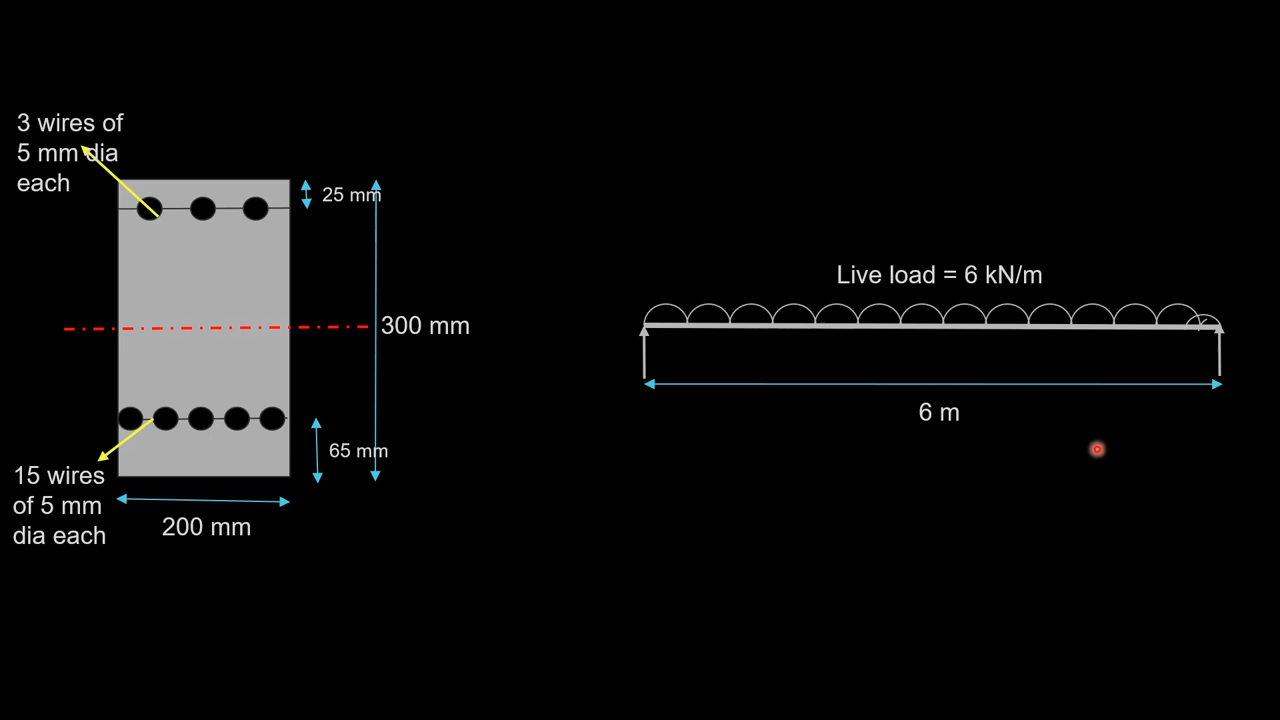 3 wires of
5 mm dia
each
25 mm
300 mm
65 mm
15 wires
of 5 mm
dia each
200 mm
Live load = 6 kN/m
6 m